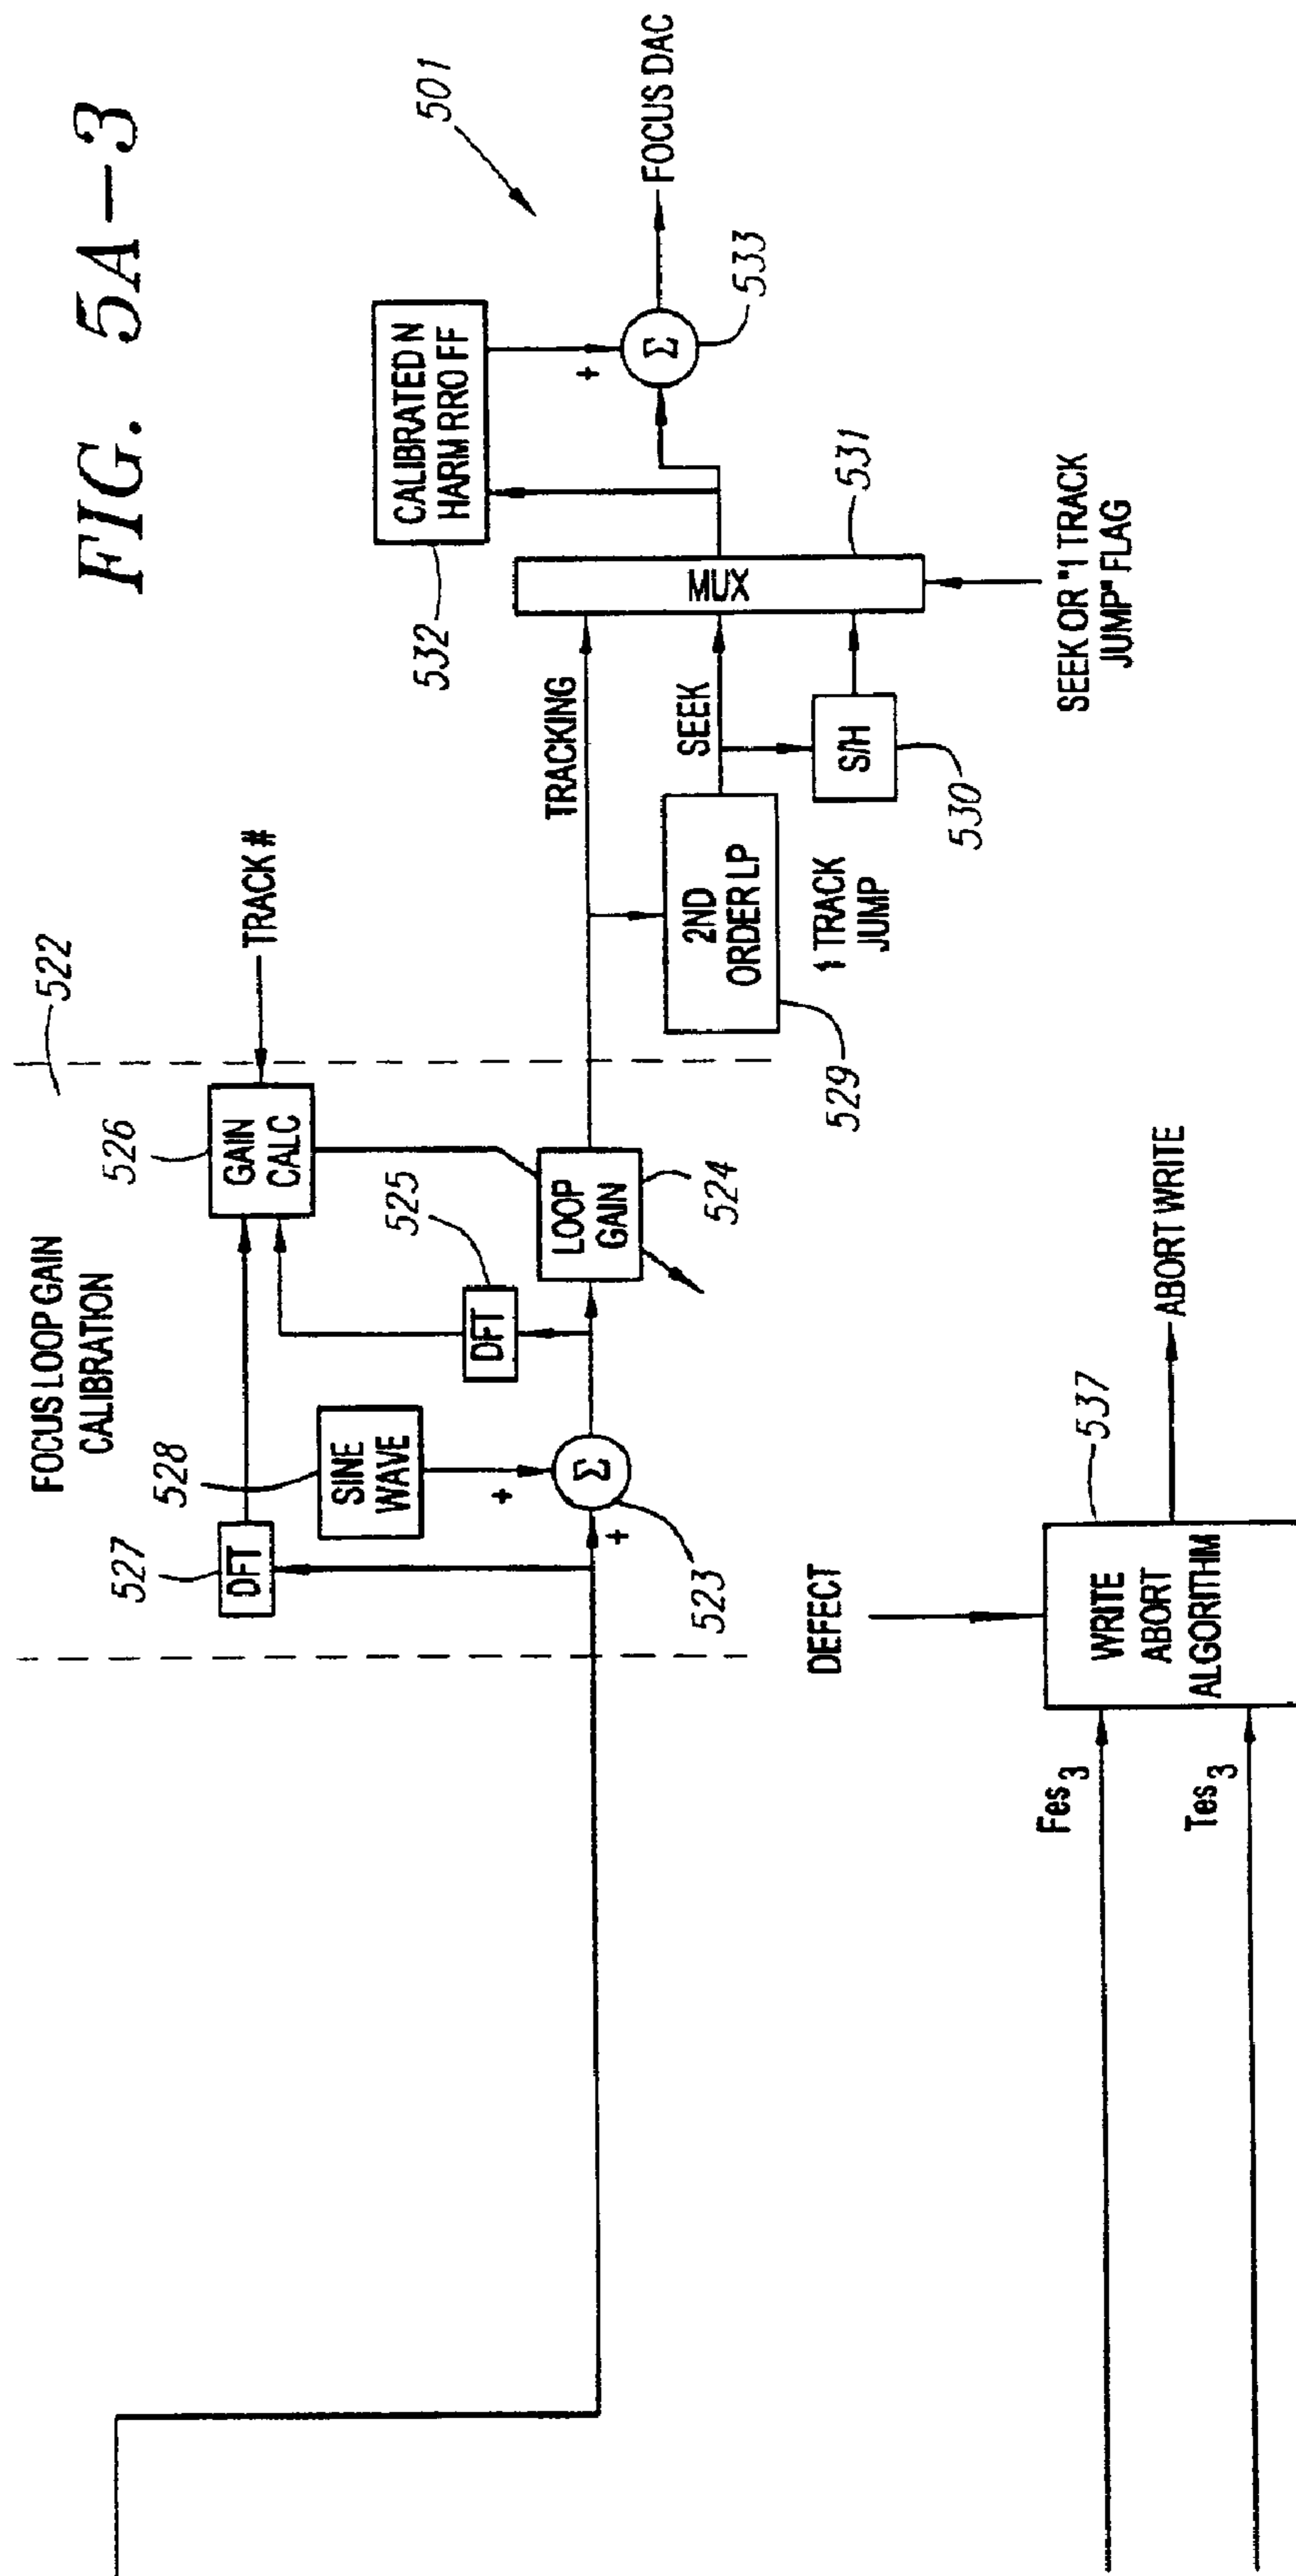 FIG. 5A-3
501
FOCUS DAC
CALIBRATED N
HARM RRO FF
532
+
Σ
533
MUX
531
SEEK OR "1 TRACK
JUMP" FLAG
TRACKING
SEEK
S/H
530
2ND
ORDER LP
529
1 TRACK
JUMP
522
TRACK #
FOCUS LOOP GAIN
CALIBRATION
526
GAIN
CALC
525
DFT
LOOP
GAIN
524
528
SINE
WAVE
+
Σ
+
523
527
DFT
DEFECT
537
WRITE
ABORT
ALGORITHM
ABORT WRITE
Fes3
Tes3